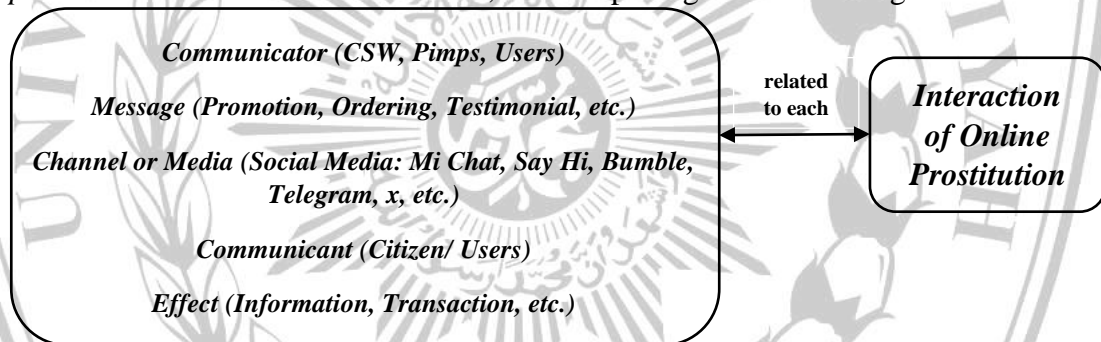 Communicator (CSW, Pimps, Users)
Message (Promotion, Ordering, Testimonial, etc.)
Channel or Media (Social Media: Mi Chat, Say Hi, Bumble,
Telegram, x, etc.)
Communicant (Citizen/ Users)
Effect (Information, Transaction, etc.)
related
to each
Interaction
of Online
Prostitution